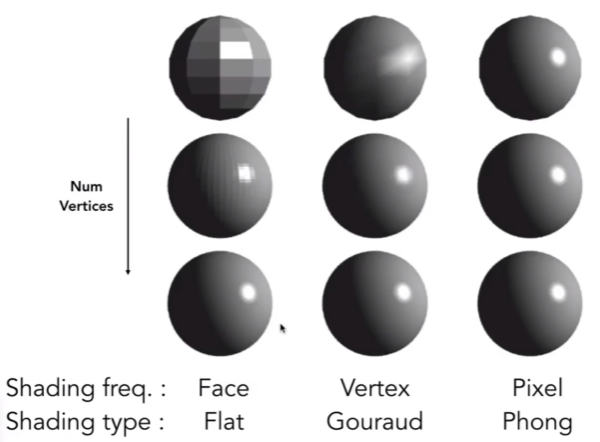 Num
Vertices
Shading freq. : Face Vertex Pixel
Shading type : Flat Gouraud Phong